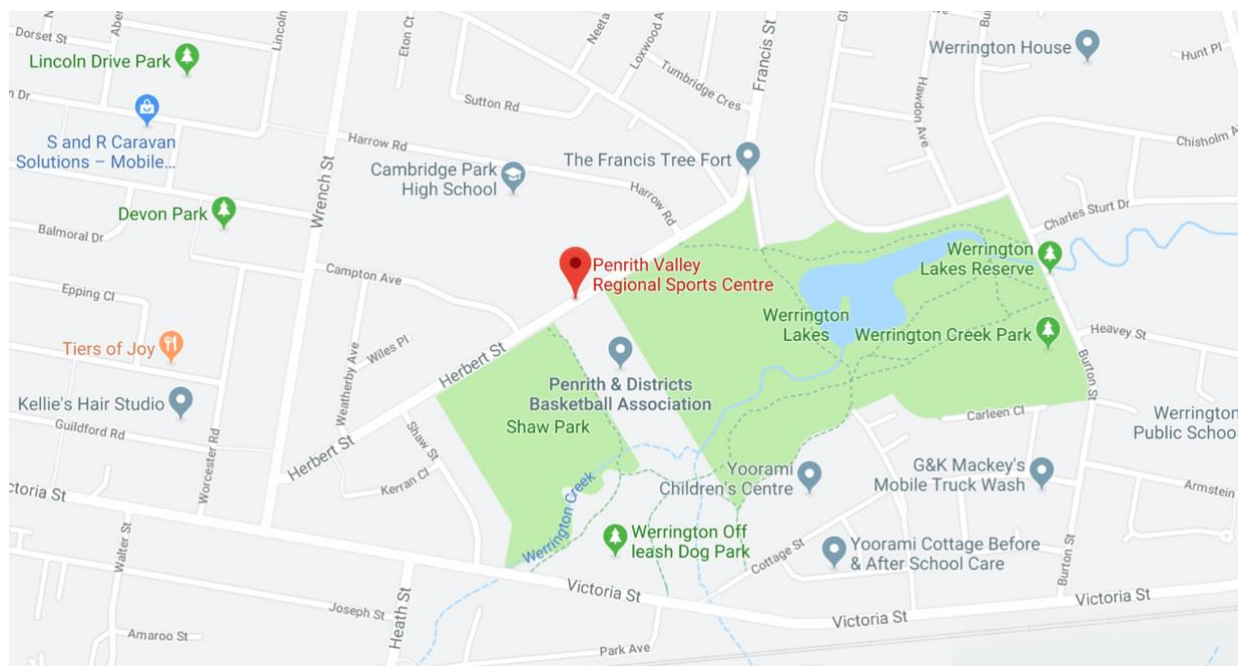 Dorset St
Lincoln
Eton Ct
Francis St
Lincoln Drive Park
Werrington House
Hunt Pl
Tumbridge Cres
Hawdon Ave
Sutton Rd
S and R Caravan
Solutions – Mobile...
Harrow Rd
Chisholm
Wrench St
The Francis Tree Fort
Cambridge Park
High School
Harrow Rd
Devon Park
Charles Sturt Dr
Balmoral Dr
Campton Ave
Werrington
Lakes Reserve
Penrith Valley
Regional Sports Centre
Epping Cl
Werrington
Lakes
Werrington Creek Park
Heavey St
Tiers of Joy
Wiles Pl
Herbert St
Weatherby Ave
Penrith & Districts
Basketball Association
Burton St
Kellie's Hair Studio
Shaw Park
Carleen Cl
Werrington
Public School
Guildford Rd
Worcester Rd
Herbert St
Shaw St
Kerran Cl
Yoorami
Children's Centre
G&K Mackey's
Mobile Truck Wash
Armstein
ctoria St
Werrington Creek
Walter St
Werrington Off
leash Dog Park
Cottage St
Yoorami Cottage Before
& After School Care
Burton St
Victoria St
Victoria St
Victoria St
Joseph St
Heath St
Amaroo St
Park Ave